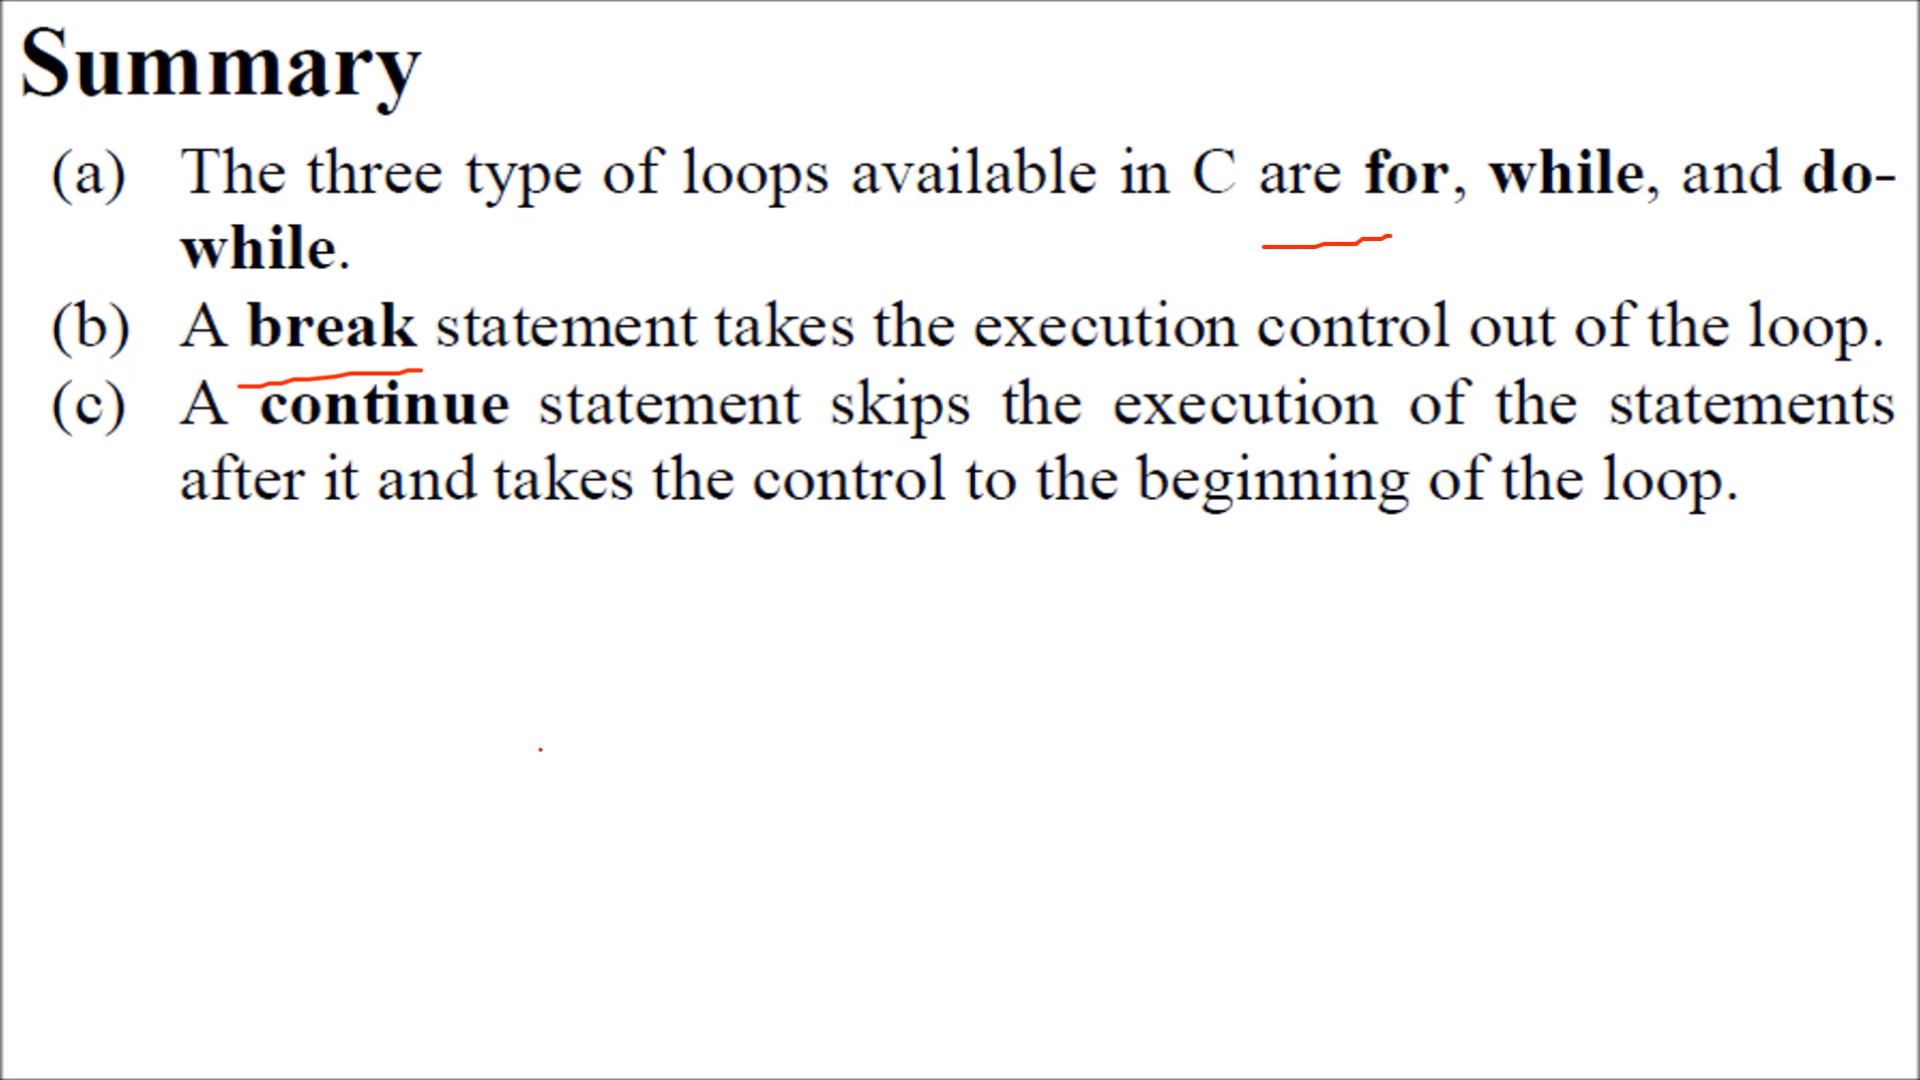 Summary
(a) The three type of loops available in C are for, while, and do-
while.
(b) A break statement takes the execution control out of the loop.
(c) A continue statement skips the execution of the statements
after it and takes the control to the beginning of the loop.